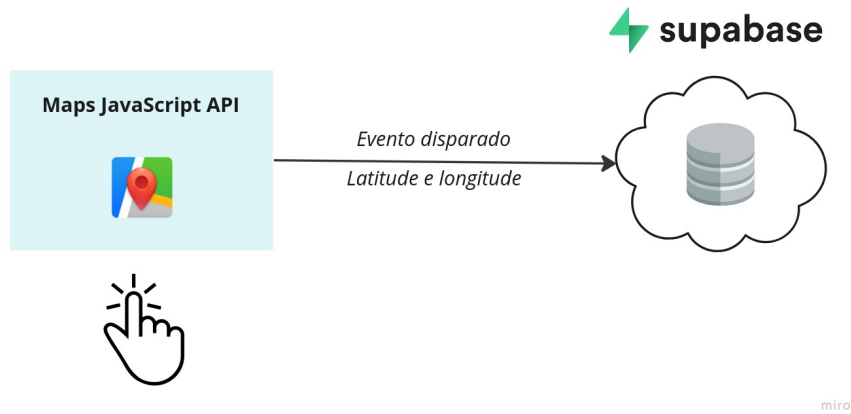 supabase
Maps JavaScript API
Evento disparado
Latitude e longitude
miro